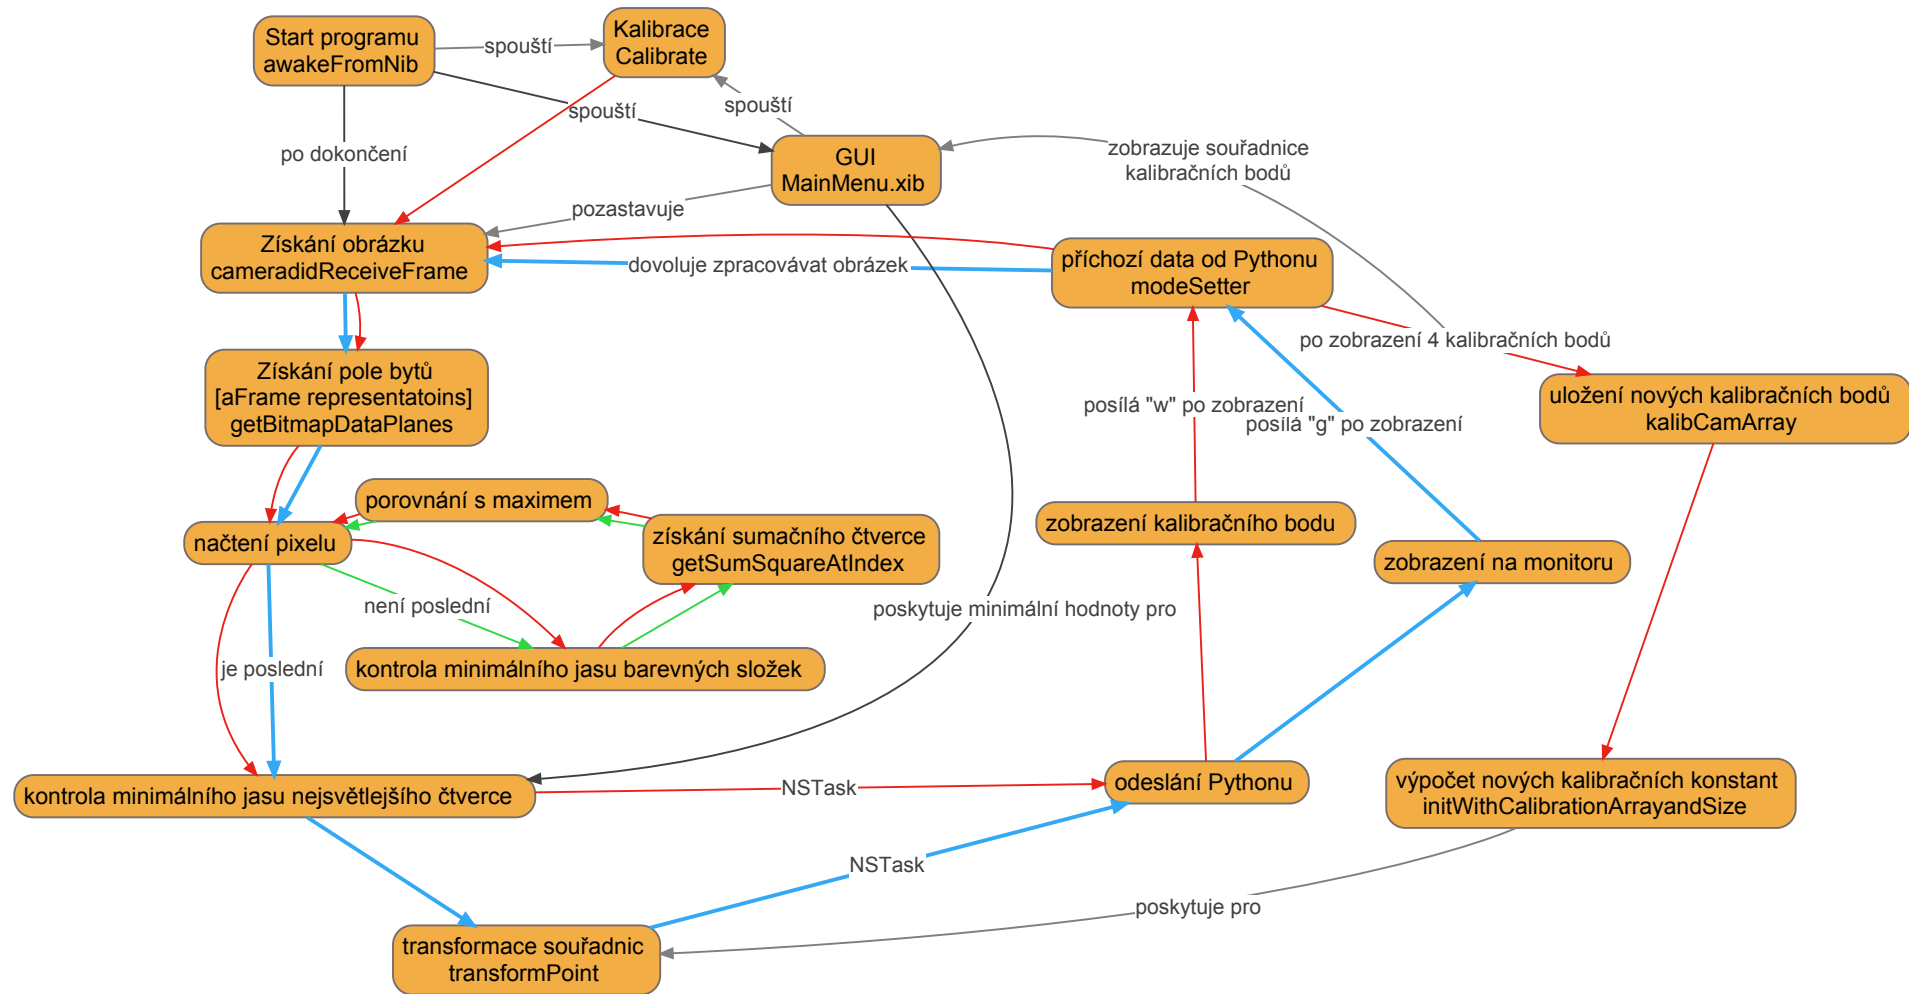 Start programu
awakeFromNib
spouští
Kalibrace
Calibrate
spouští
spouští
po dokončení
GUI
MainMenu.xib
zobrazuje souřadnice
kalibračních bodů
pozastavuje
Získání obrázku
cameradidReceiveFrame
dovoluje zpracovávat obrázek
příchozí data od Pythonu
modeSetter
po zobrazení 4 kalibračních bodů
Získání pole bytů
[aFrame representatoins]
getBitmapDataPlanes
posílá "w" po zobrazení
posílá "g" po zobrazení
uložení nových kalibračních bodů
kalibCamArray
porovnání s maximem
načtení pixelu
získání sumačního čtverce
getSumSquareAtIndex
zobrazení kalibračního bodu
zobrazení na monitoru
není poslední
poskytuje minimální hodnoty pro
je poslední
kontrola minimálního jasu barevných složek
kontrola minimálního jasu nejsvětlejšího čtverce
NSTask
odeslání Pythonu
výpočet nových kalibračních konstant
initWithCalibrationArrayandSize
NSTask
poskytuje pro
transformace souřadnic
transformPoint